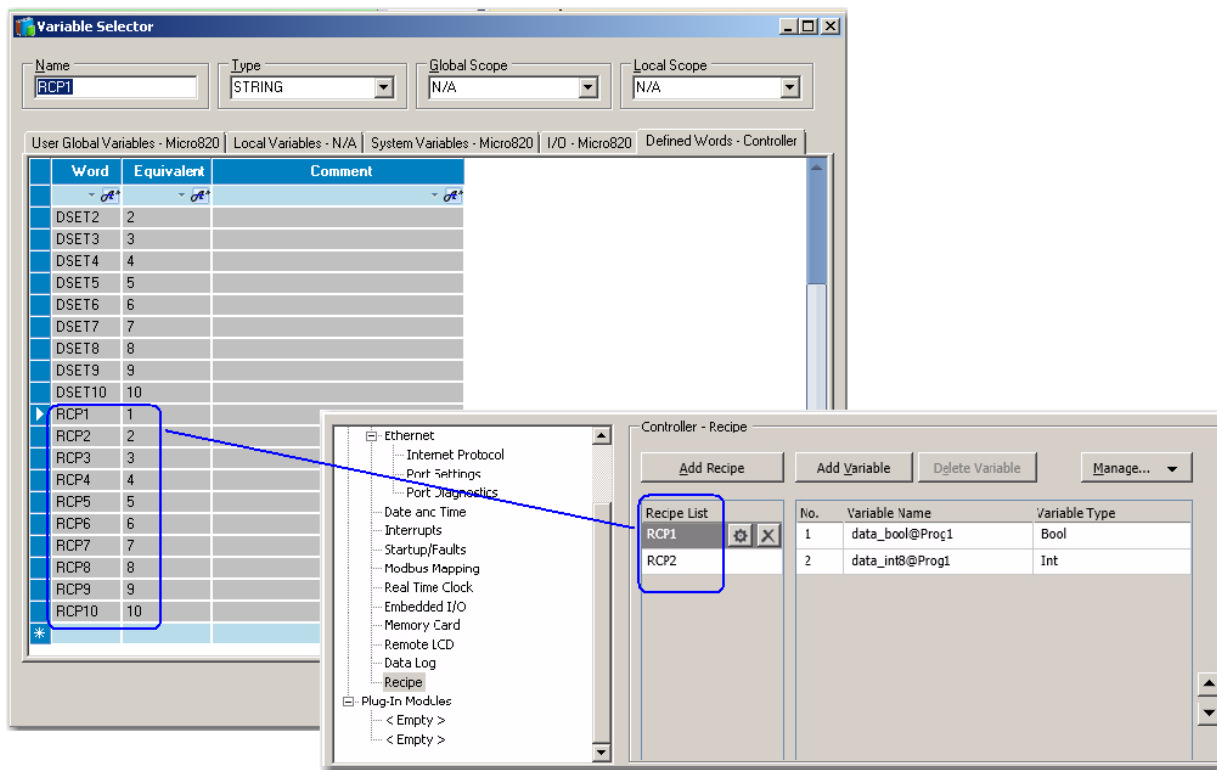 Variable Selector
Name Type Global Scope Local Scope
RCP1 STRING N/A N/A
User Global Variables - Micro820 Local Variables - N/A System Variables - Micro820 I/O - Micro820 Defined Words - Controller
Word Equivalent Comment
DSET2 2
DSET3 3
DSET4 4
DSET5 5
DSET6 6
DSET7 7
DSET8 8
DSET9 9
DSET10 10
RCP1 1
RCP2 2
RCP3 3
RCP4 4
RCP5 5
RCP6 6
RCP7 7
RCP8 8
RCP9 9
RCP10 10
Ethernet
Internet Protocol
Port Settings
Port Diagnostics
Date and Time
Interrupts
Startup/Faults
Modbus Mapping
Real Time Clock
Embedded I/O
Memory Card
Remote LCD
Data Log
Recipe
Plug-In Modules
< Empty >
< Empty >
Controller - Recipe
Add Recipe Add Variable Delete Variable Manage...
Recipe List No. Variable Name Variable Type
RCP1 1 data_bool@Prog1 Bool
RCP2 2 data_int8@Prog1 Int